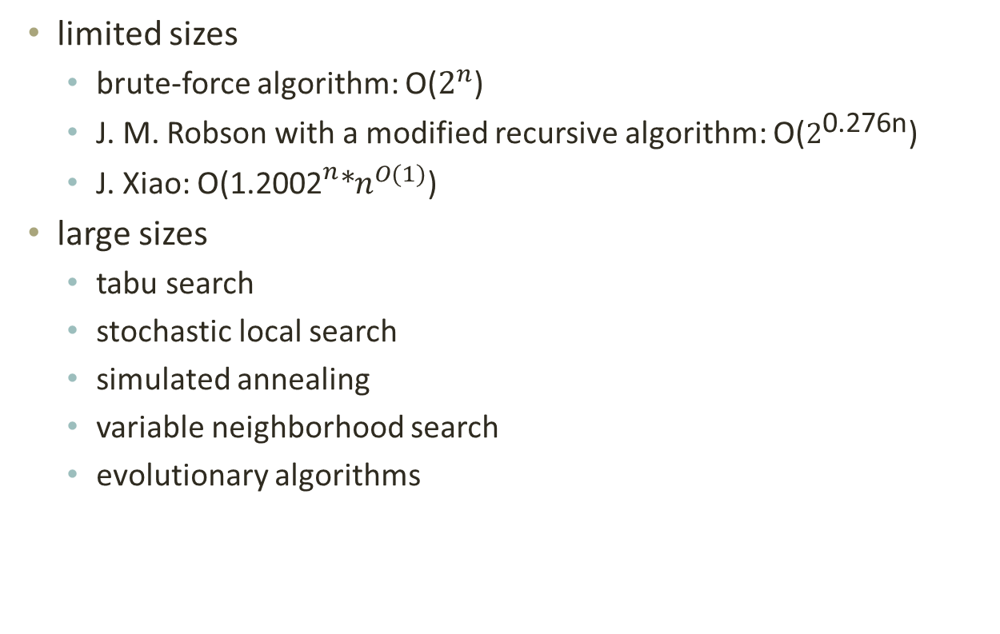 • limited sizes
• brute-force algorithm: O(2ⁿ)
• J. M. Robson with a modified recursive algorithm: O(2^0.276n)
• J. Xiao: O(1.2002^n*n^O(1))
• large sizes
• tabu search
• stochastic local search
• simulated annealing
• variable neighborhood search
• evolutionary algorithms